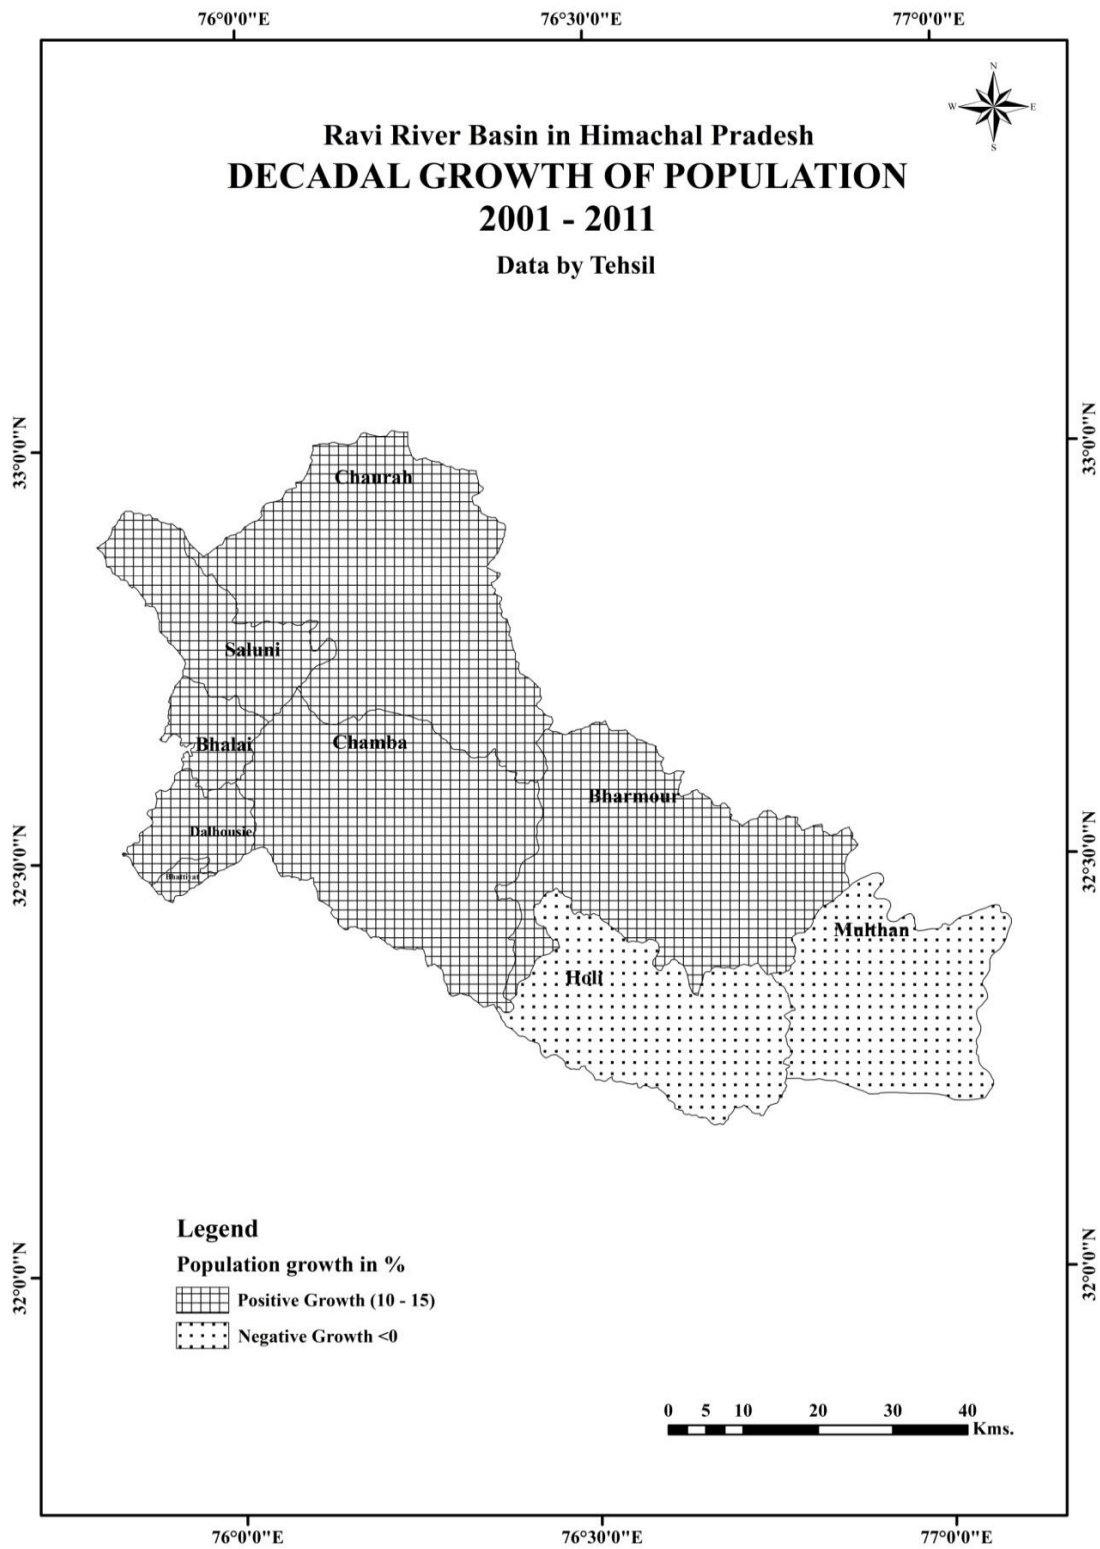 76°0'0"E 76°30'0"E 77°0'0"E
N
W E
S
Ravi River Basin in Himachal Pradesh
DECADAL GROWTH OF POPULATION
2001 - 2011
Data by Tehsil
33°0'0"N 33°0'0"N
Chaurah
Saluni
Bhalai Chamba
Bharmour
Dalhousie
32°30'0"N 32°30'0"N
Bhattiyat
Multhan
Holi
Legend
Population growth in %
32°0'0"N 32°0'0"N
Positive Growth (10 - 15)
Negative Growth <0
0 5 10 20 30 40
Kms.
76°0'0"E 76°30'0"E 77°0'0"E